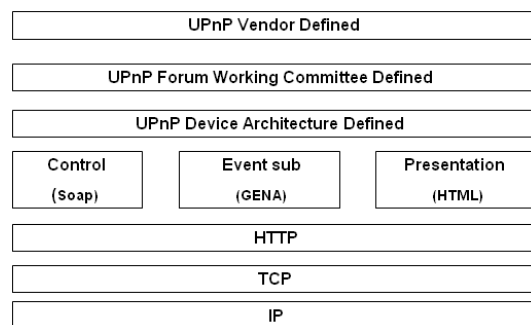 UPnP Vendor Defined
UPnP Forum Working Committee Defined
UPnP Device Architecture Defined
Control
(Soap)
Event sub
(GENA)
Presentation
(HTML)
HTTP
TCP
IP